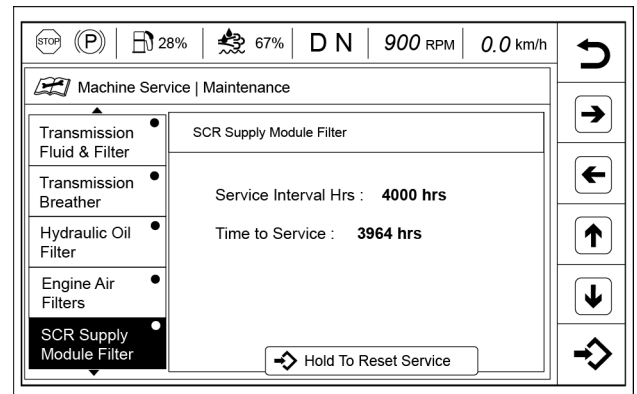 STOP (P) 28% 67% D N 900 RPM 0.0 km/h
Machine Service | Maintenance
Transmission
Fluid & Filter
Transmission
Breather
Hydraulic Oil
Filter
Engine Air
Filters
SCR Supply
Module Filter
SCR Supply Module Filter
Service Interval Hrs : 4000 hrs
Time to Service : 3964 hrs
Hold To Reset Service